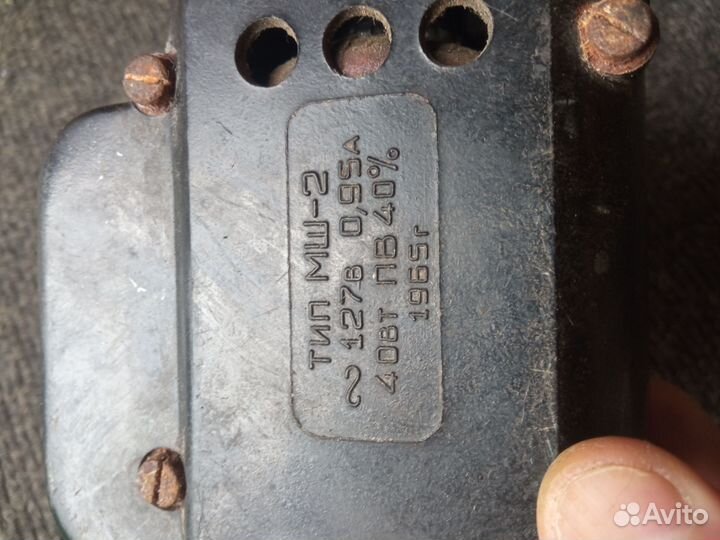 ТИП МШ-2
~ 127В 0,95А
40ВТ ПВ 40%
1965г
Avito